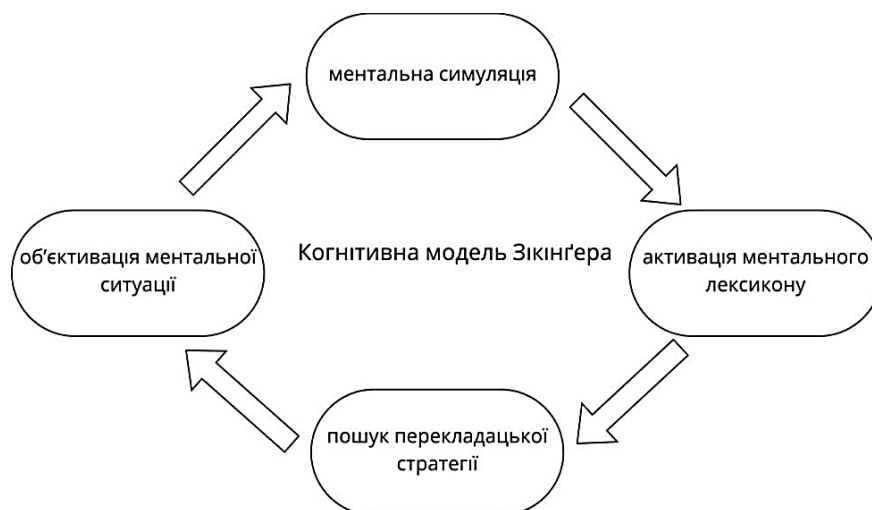 ментальна симуляція
об’єктивація ментальної
ситуації
Когнітивна модель Зікінґера
активація ментального
лексикону
пошук перекладацької
стратегії